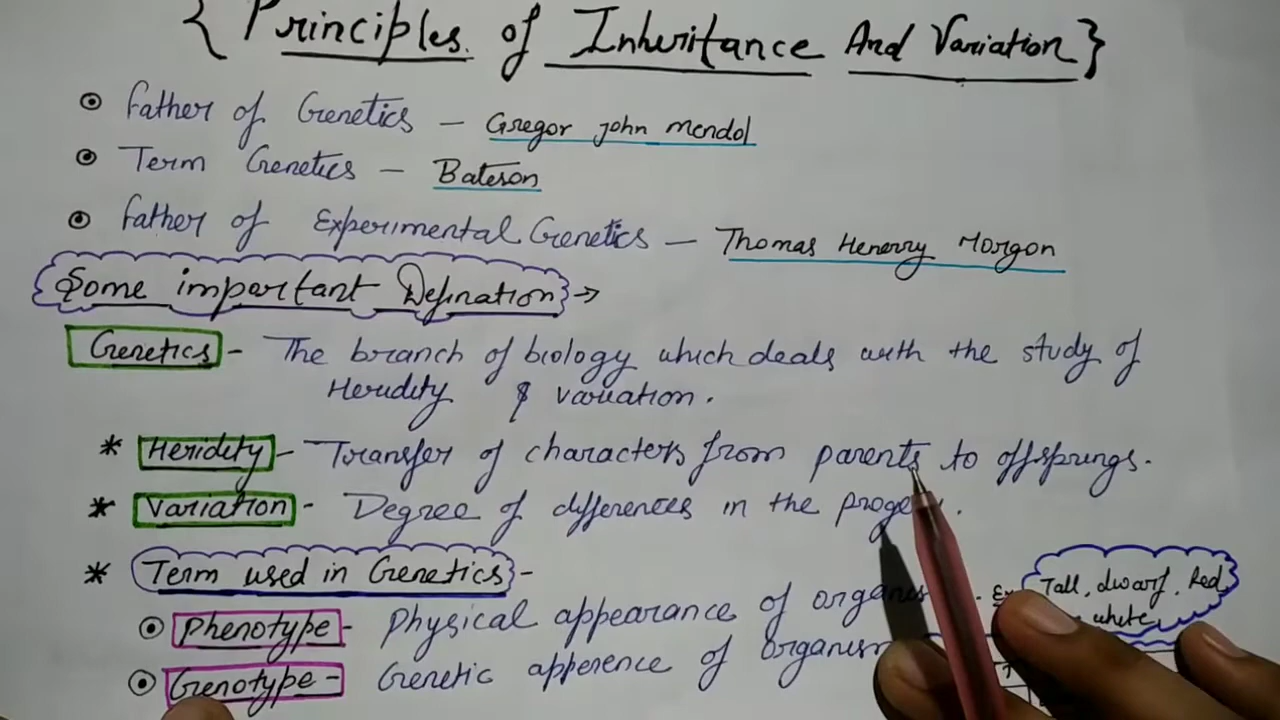 { Principles of Inheritance And Variation }
Father of Genetics - Gregor john mendol
Term Genetics - Bateson
Father of Experimental Genetics - Thomas Henerry Morgon
Some important Defination →
Genetics - The branch of biology which deals with the study of
Heridity & variation.
* Heridity - Transfer of characters from parents to offsprings.
* Variation - Degree of differences in the
* Term used in Genetics -
Phenotype - Physical appearance of Ex Tall, dwarf, Red
white
Genotype - Genetic apperence of organism